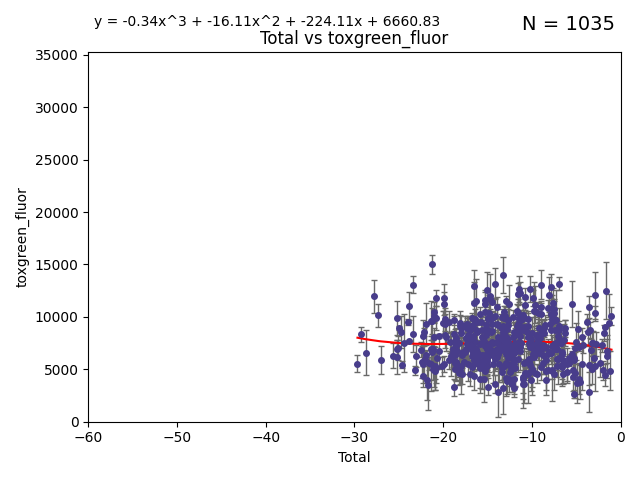 y = -0.34x^3 + -16.11x^2 + -224.11x + 6660.83
N = 1035
Total vs toxgreen_fluor
35000
30000
25000
20000
15000
10000
5000
0
toxgreen_fluor
−60 −50 −40 −30 −20 −10 0
Total